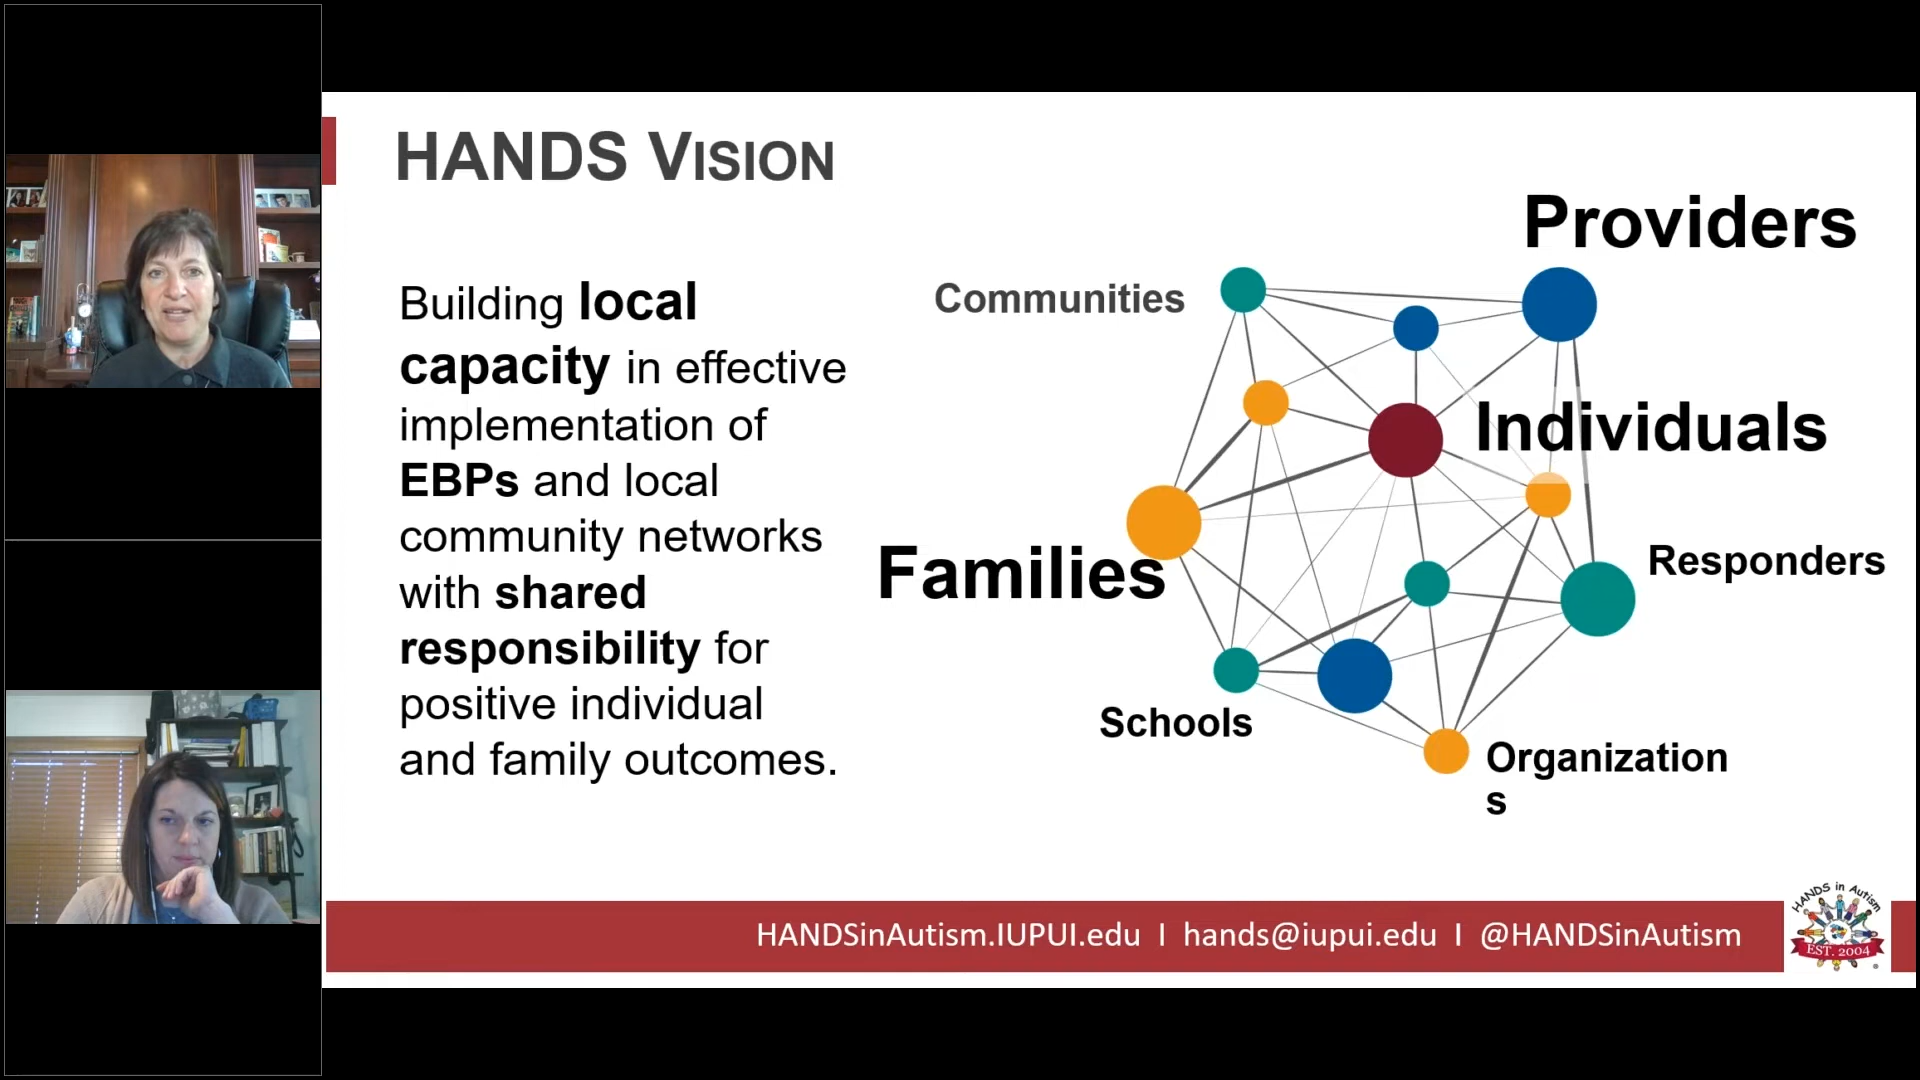 HANDS VISION
Building local
capacity in effective
implementation of
EBPs and local
community networks
with shared
responsibility for
positive individual
and family outcomes.
Providers
Communities
Individuals
Families
Responders
Schools
Organization
s
HANDSinAutism.IUPUI.edu I hands@iupui.edu I @HANDSinAutism
HANDS in Autism
EST. 2004
®